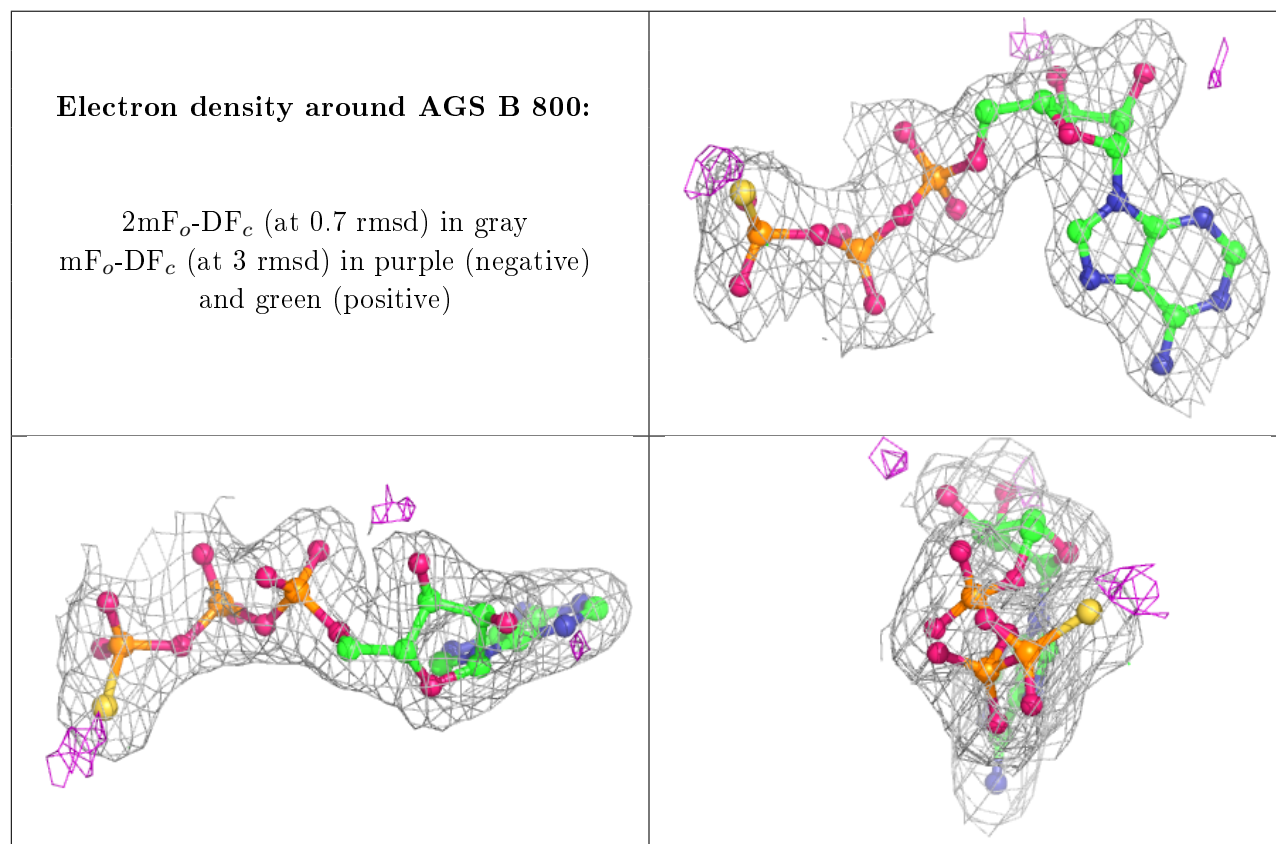 Electron density around AGS B 800:
2mF$_o$-DF$_c$ (at 0.7 rmsd) in gray
mF$_o$-DF$_c$ (at 3 rmsd) in purple (negative)
and green (positive)